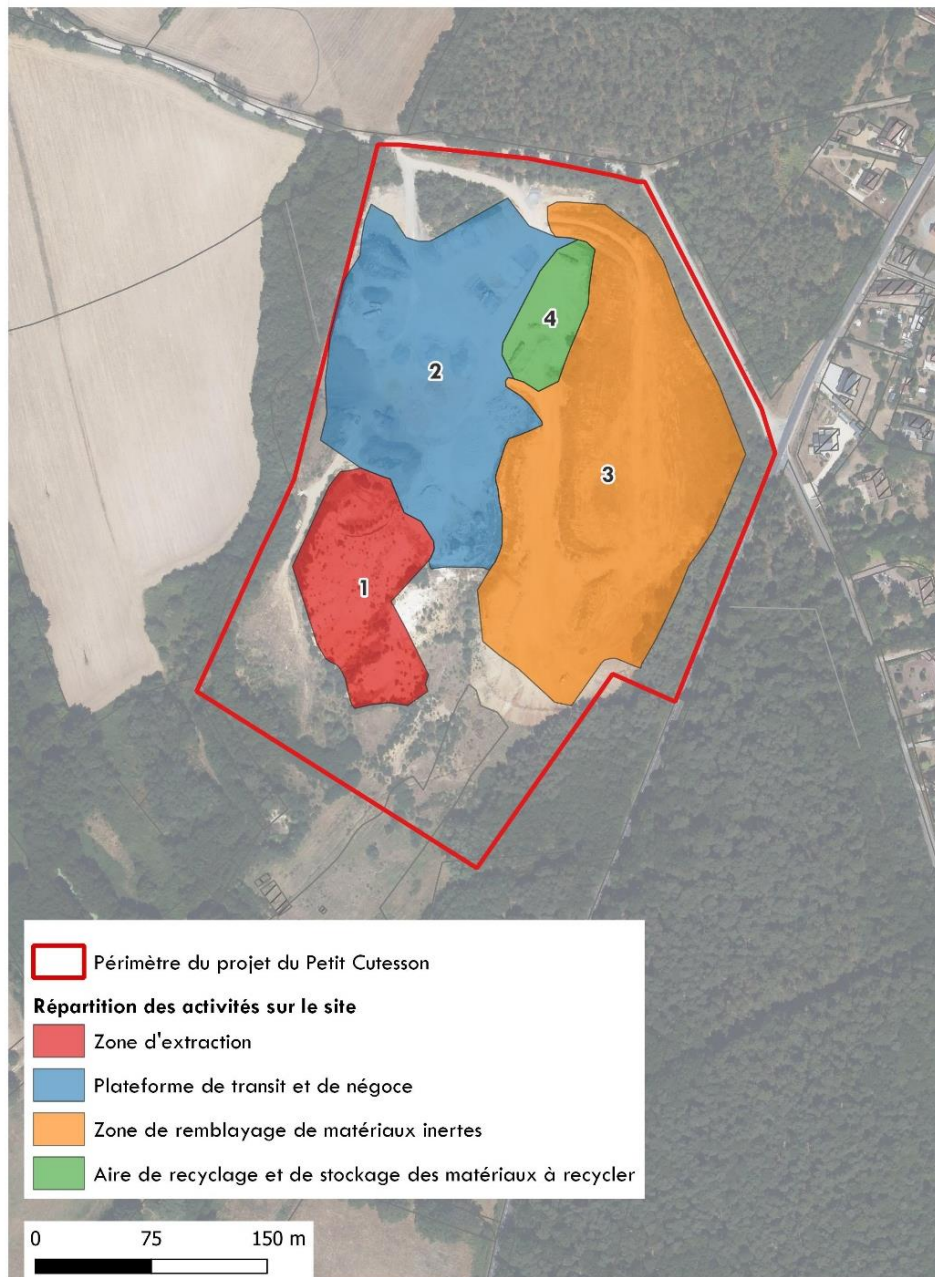 4
2
3
1
Périmètre du projet du Petit Cutesson
Répartition des activités sur le site
Zone d'extraction
Plateforme de transit et de négoce
Zone de remblayage de matériaux inertes
Aire de recyclage et de stockage des matériaux à recycler
0 75 150 m